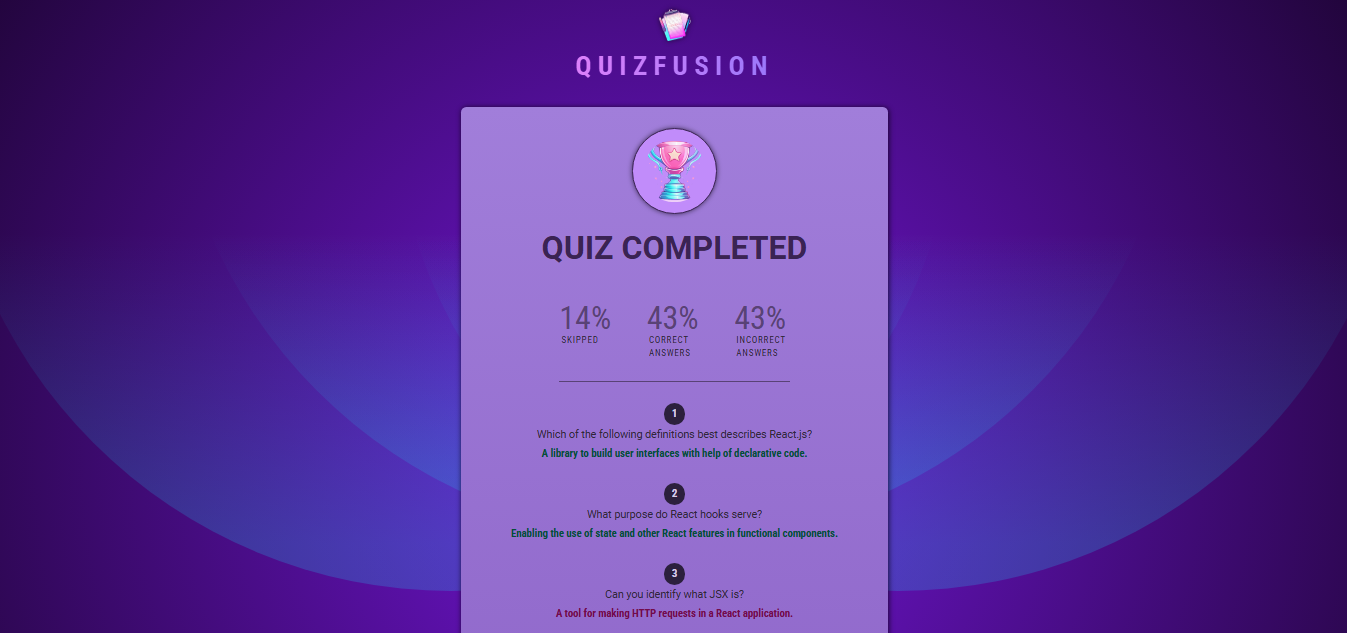 QUIZFUSION
QUIZ COMPLETED
14% 43% 43%
SKIPPED CORRECT INCORRECT
ANSWERS ANSWERS
1
Which of the following definitions best describes React.js?
A library to build user interfaces with help of declarative code.
2
What purpose do React hooks serve?
Enabling the use of state and other React features in functional components.
3
Can you identify what JSX is?
A tool for making HTTP requests in a React application.